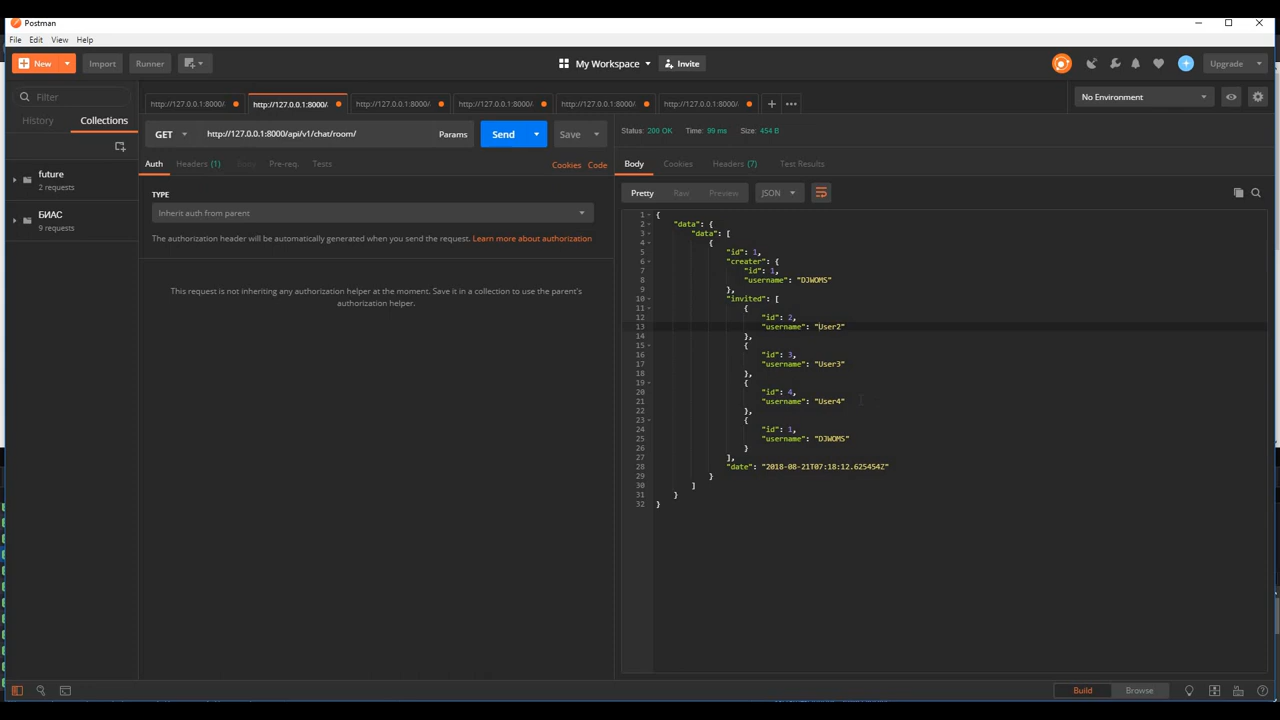 Postman
File Edit View Help
New Import Runner My Workspace Invite Upgrade
Filter
History Collections
future
2 requests
БИАС
9 requests
http://127.0.0.1:8000/ http://127.0.0.1:8000/ http://127.0.0.1:8000/ http://127.0.0.1:8000/ http://127.0.0.1:8000/ http://127.0.0.1:8000/
No Environment
GET http://127.0.0.1:8000/api/v1/chat/room/ Params Send Save
Auth Headers (1) Body Pre-req. Tests Cookies Code
TYPE
Inherit auth from parent
The authorization header will be automatically generated when you send the request. Learn more about authorization
This request is not inheriting any authorization helper at the moment. Save it in a collection to use the parent's
authorization helper.
Status: 200 OK Time: 99 ms Size: 454 B
Body Cookies Headers (7) Test Results
Pretty Raw Preview JSON
1 {
2 "data": {
3 "data": [
4 {
5 "id": 1,
6 "creater": {
7 "id": 1,
8 "username": "DJWOMS"
9 },
10 "invited": [
11 {
12 "id": 2,
13 "username": "User2"
14 },
15 {
16 "id": 3,
17 "username": "User3"
18 },
19 {
20 "id": 4,
21 "username": "User4"
22 },
23 {
24 "id": 1,
25 "username": "DJWOMS"
26 }
27 ],
28 "date": "2018-08-21T07:18:12.625454Z"
29 }
30 ]
31 }
32 }
Build Browse